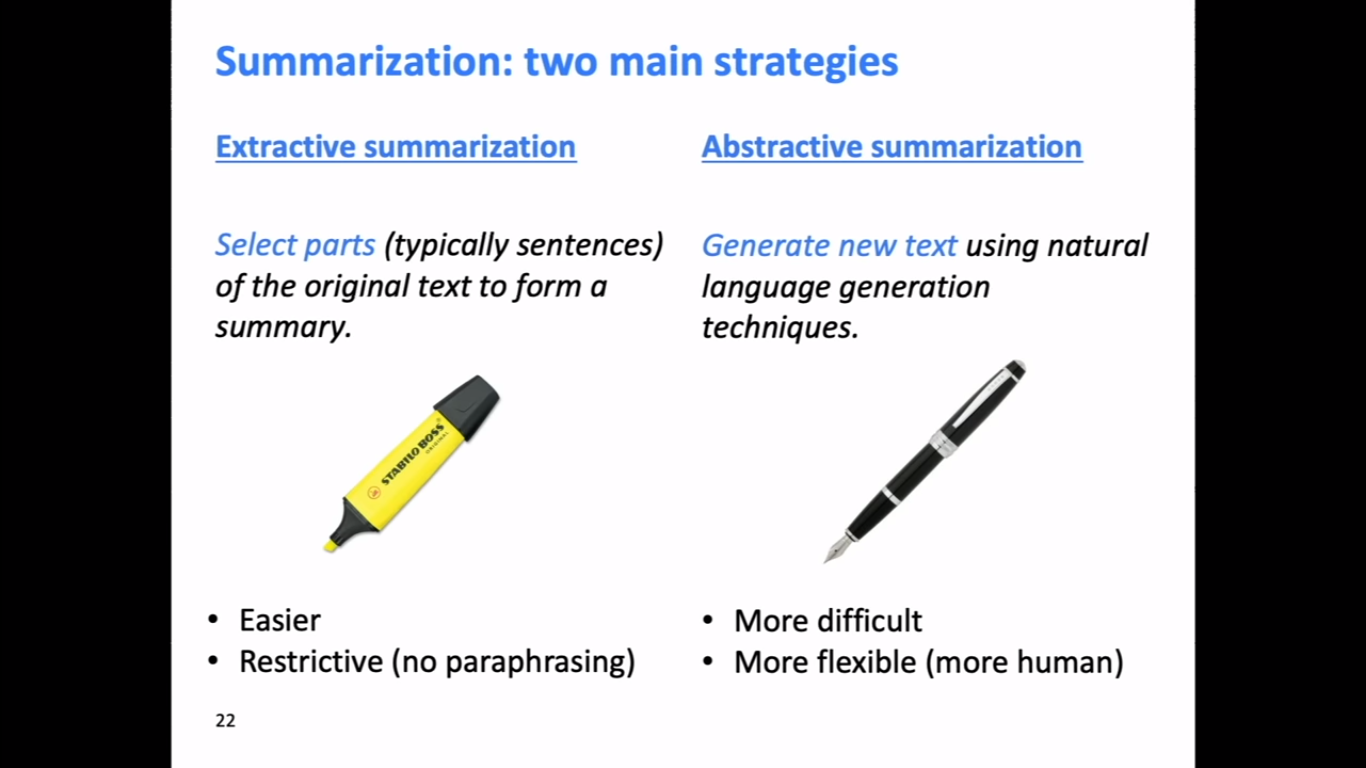 Summarization: two main strategies
Extractive summarization
Select parts (typically sentences)
of the original text to form a
summary.
STABILO BOSS
ORIGINAL
Easier
Restrictive (no paraphrasing)
Abstractive summarization
Generate new text using natural
language generation
techniques.
More difficult
More flexible (more human)
22